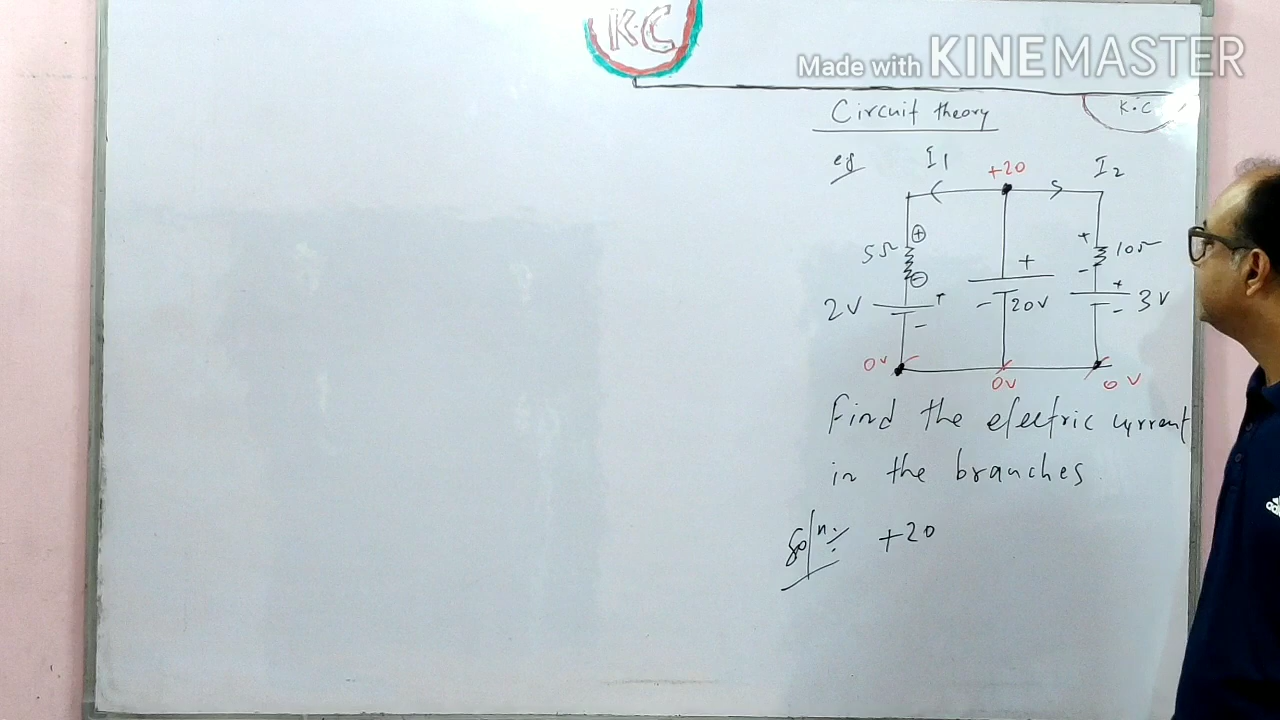 K.C
Made with KINEMASTER
Circuit theory
K.C
eg
I1
+20
I2
5Ω
+
-
+
-
10Ω
2V
+
-
+
-
20V
+
-
3V
0V
0V
0V
Find the electric current
in the branches.
Soln:
+20